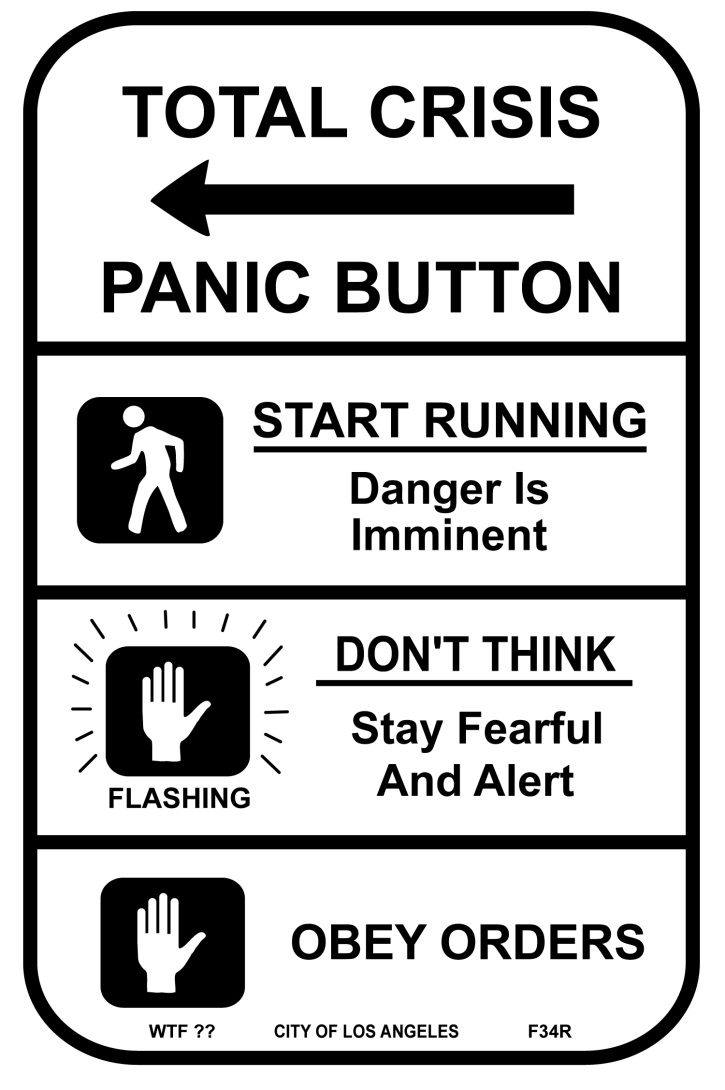 TOTAL CRISIS
PANIC BUTTON
START RUNNING
Danger Is
Imminent
DON'T THINK
Stay Fearful
And Alert
FLASHING
OBEY ORDERS
WTF ?? CITY OF LOS ANGELES F34R